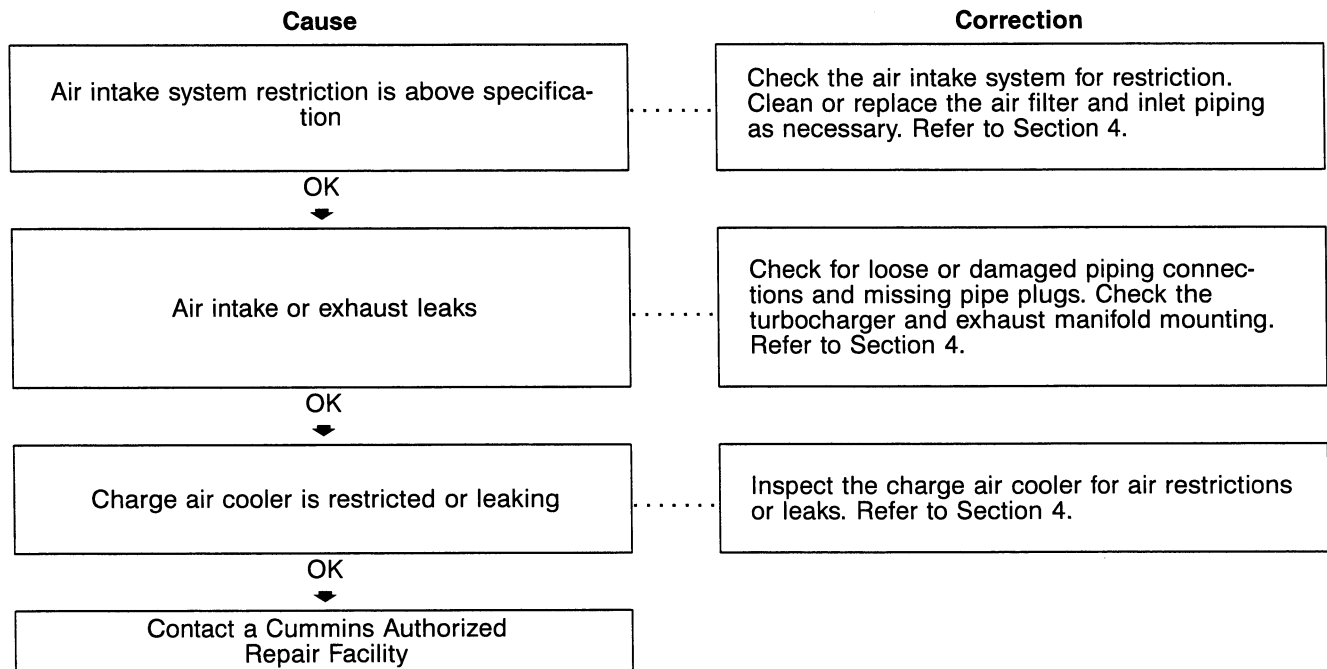 Cause
Correction
Air intake system restriction is above specifica-
tion
Check the air intake system for restriction.
Clean or replace the air filter and inlet piping
as necessary. Refer to Section 4.
OK
Air intake or exhaust leaks
Check for loose or damaged piping connec-
tions and missing pipe plugs. Check the
turbocharger and exhaust manifold mounting.
Refer to Section 4.
OK
Charge air cooler is restricted or leaking
Inspect the charge air cooler for air restrictions
or leaks. Refer to Section 4.
OK
Contact a Cummins Authorized
Repair Facility